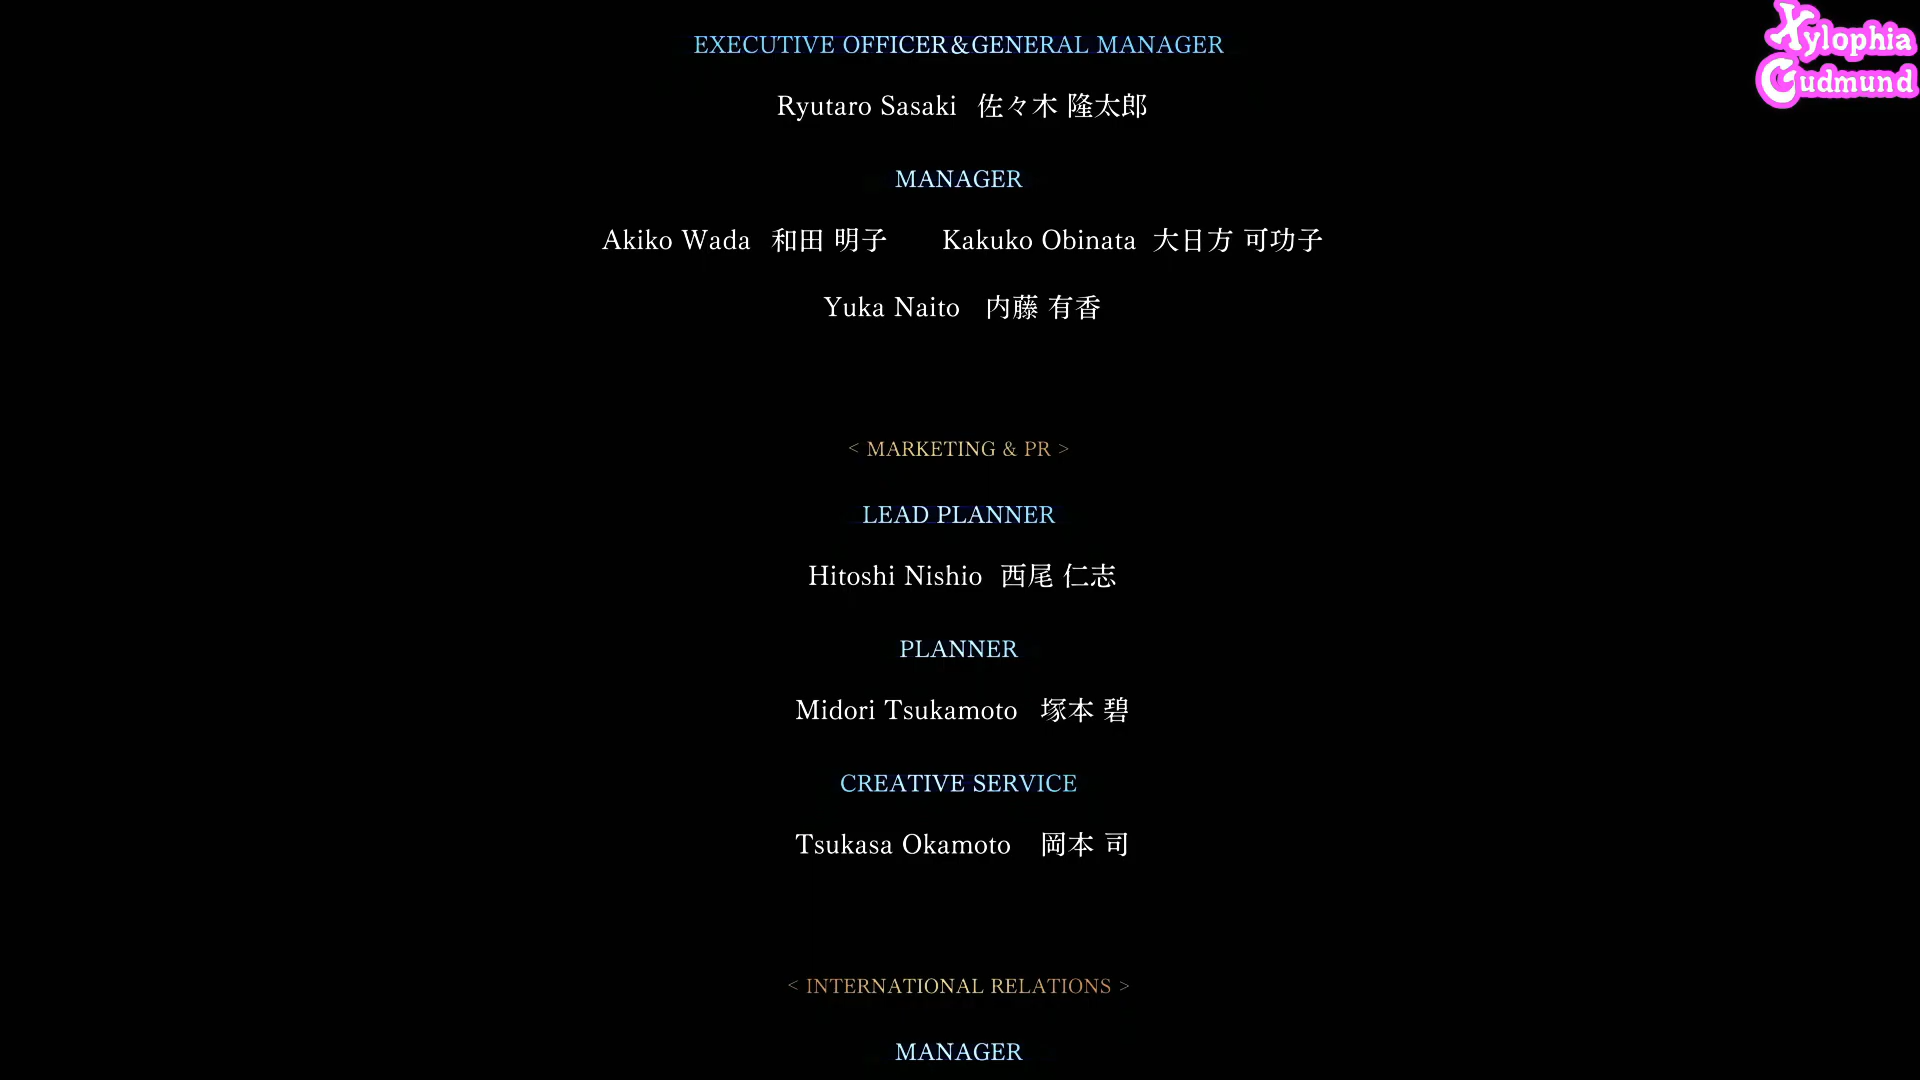 EXECUTIVE OFFICER&GENERAL MANAGER
Ryutaro Sasaki 佐々木 隆太郎
MANAGER
Akiko Wada 和田 明子 Kakuko Obinata 大日方 可功子
Yuka Naito 内藤 有香
< MARKETING & PR >
LEAD PLANNER
Hitoshi Nishio 西尾 仁志
PLANNER
Midori Tsukamoto 塚本 碧
CREATIVE SERVICE
Tsukasa Okamoto 岡本 司
< INTERNATIONAL RELATIONS >
MANAGER
Xylophia
Gudmund